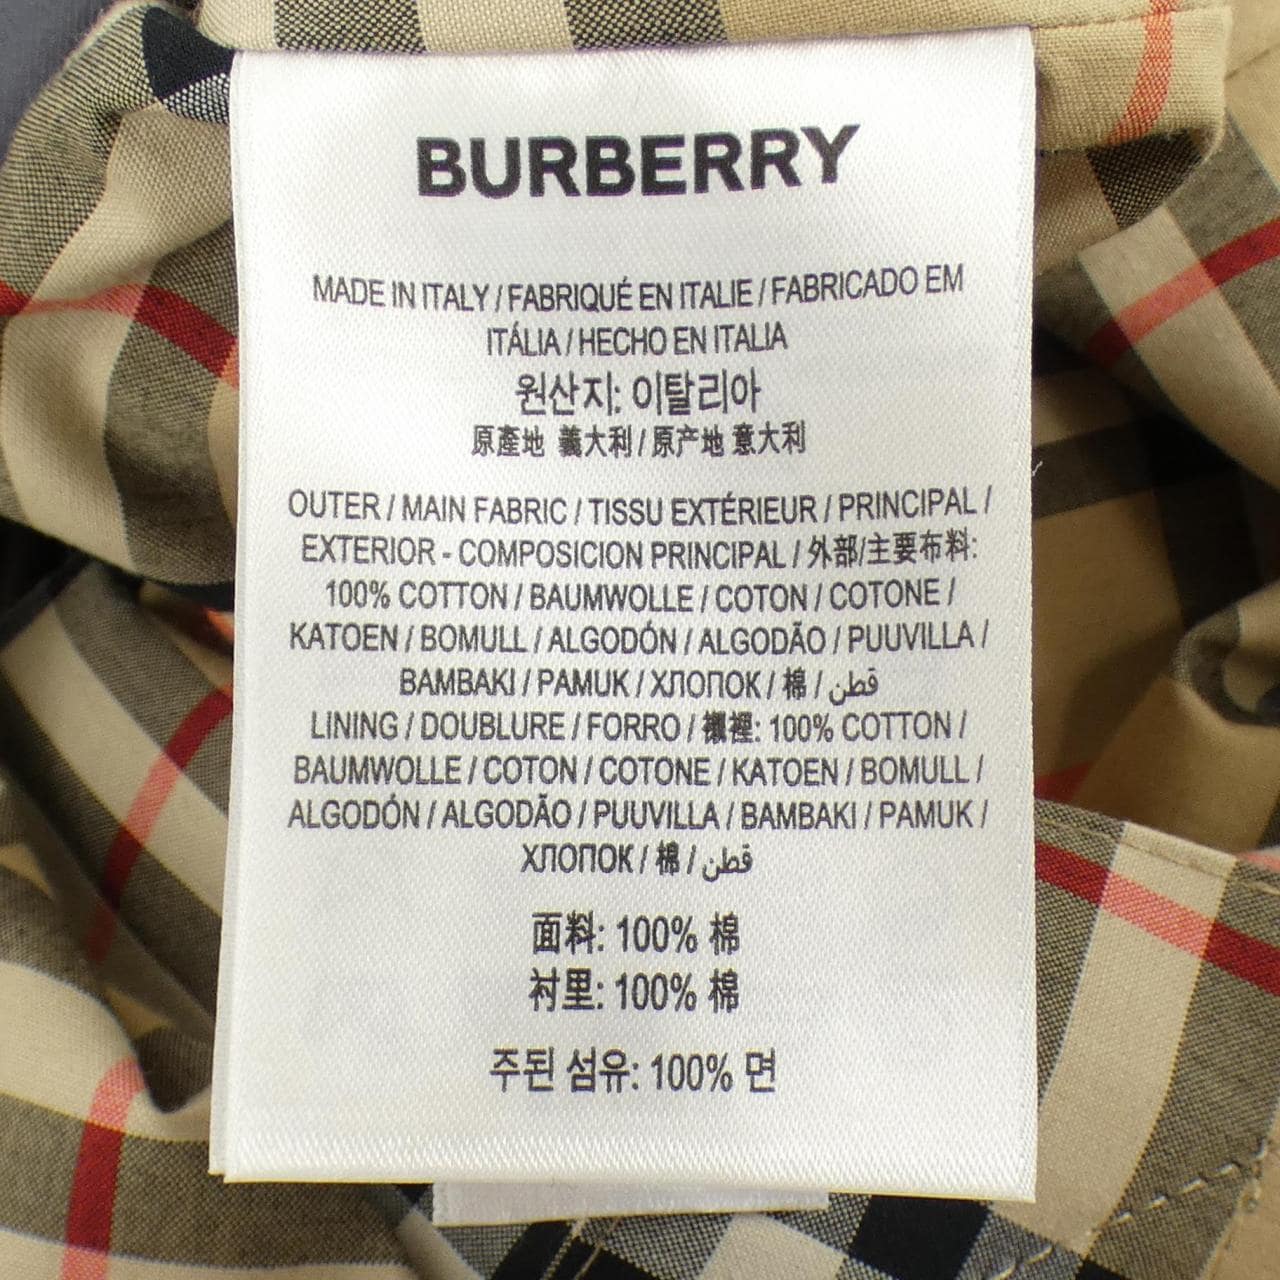 BURBERRY
MADE IN ITALY / FABRIQUÉ EN ITALIE / FABRICADO EM
ITÁLIA / HECHO EN ITALIA
원산지: 이탈리아
原產地 義大利 / 原产地 意大利
OUTER / MAIN FABRIC / TISSU EXTÉRIEUR / PRINCIPAL /
EXTERIOR - COMPOSICION PRINCIPAL / 外部/主要布料:
100% COTTON / BAUMWOLLE / COTON / COTONE /
KATOEN / BOMULL / ALGODÓN / ALGODÃO / PUUVILLA /
BAMBAKI / PAMUK / ХЛОПОК / 棉 / قطن
LINING / DOUBLURE / FORRO / 襯裡: 100% COTTON /
BAUMWOLLE / COTON / COTONE / KATOEN / BOMULL /
ALGODÓN / ALGODÃO / PUUVILLA / BAMBAKI / PAMUK /
ХЛОПОК / 棉 / قطن
面料: 100% 棉
衬里: 100% 棉
주된 섬유: 100% 면